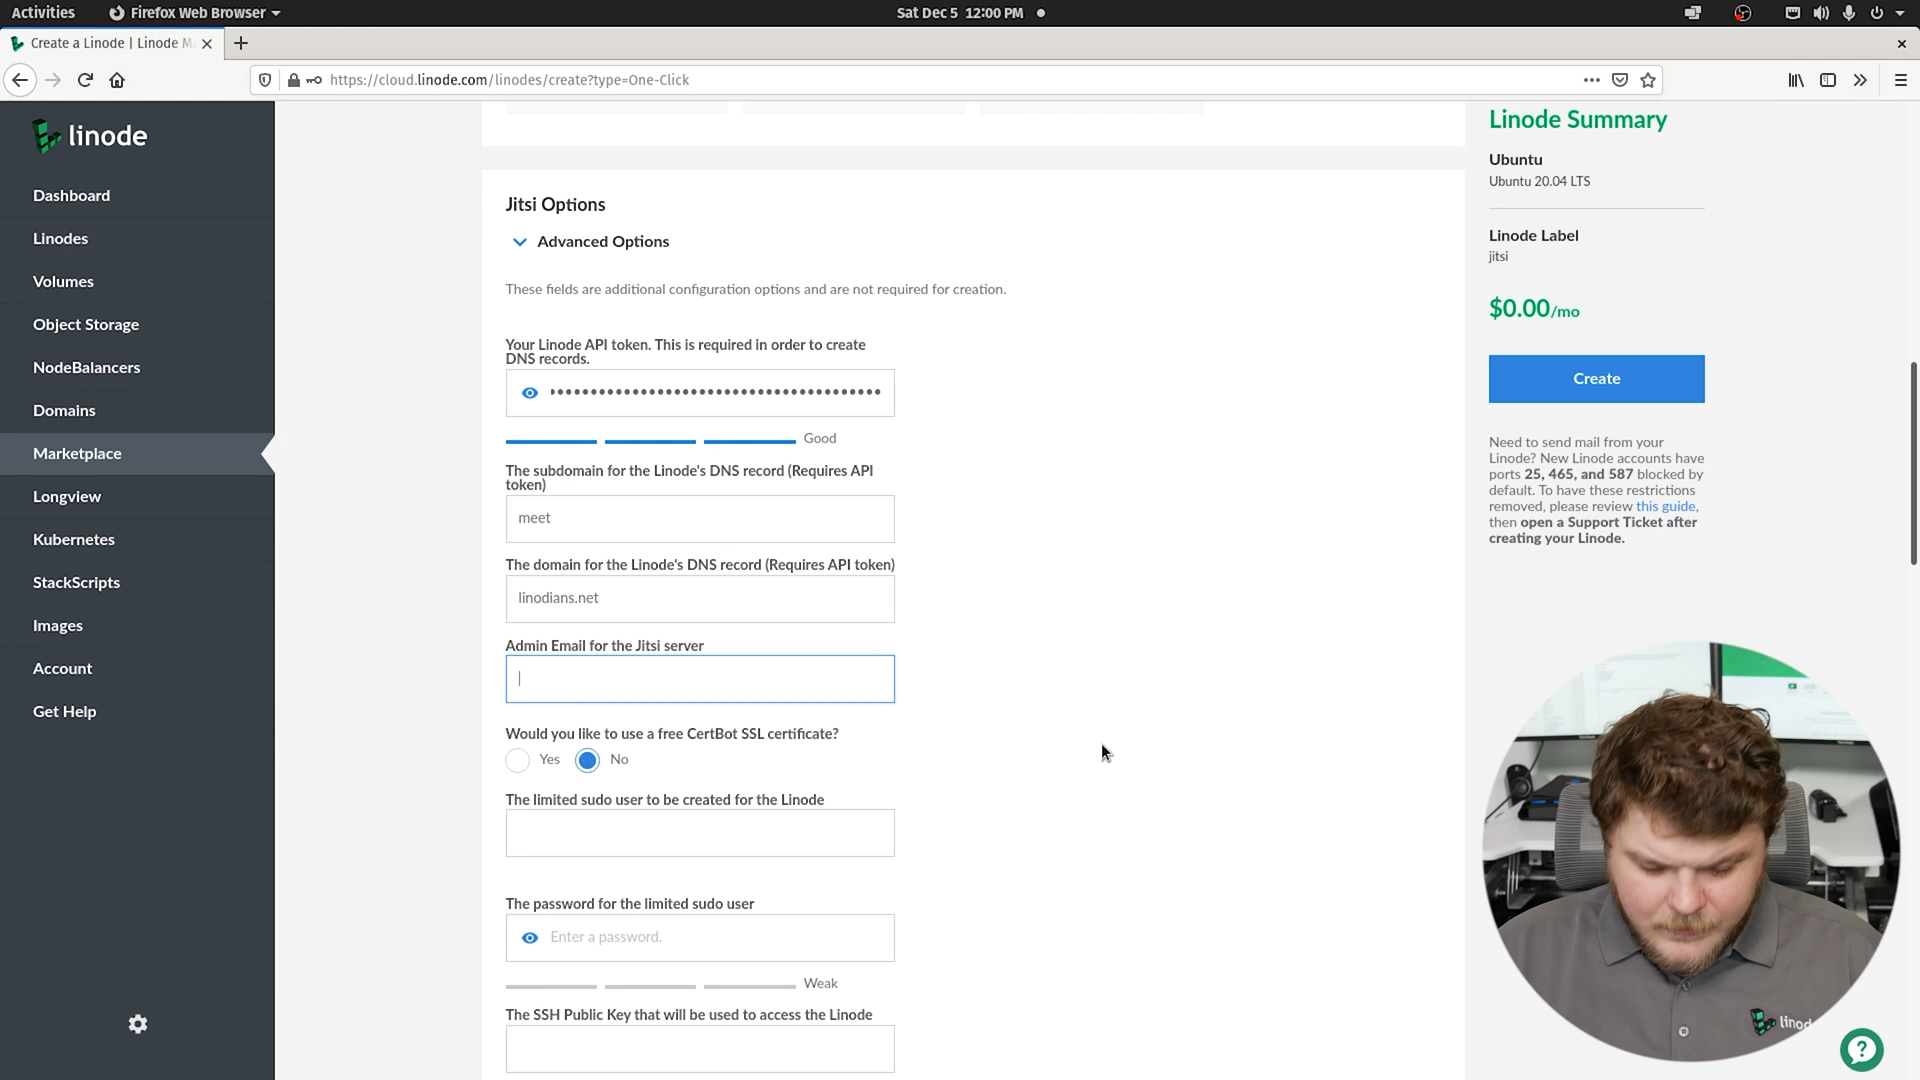 Activities
Firefox Web Browser
Sat Dec 5 12:00 PM
Create a Linode | Linode M
https://cloud.linode.com/linodes/create?type=One-Click
linode
Dashboard
Linodes
Volumes
Object Storage
NodeBalancers
Domains
Marketplace
Longview
Kubernetes
StackScripts
Images
Account
Get Help
Jitsi Options
Advanced Options
These fields are additional configuration options and are not required for creation.
Your Linode API token. This is required in order to create
DNS records.
••••••••••••••••••••••••••••••••••••••••
Good
The subdomain for the Linode's DNS record (Requires API
token)
meet
The domain for the Linode's DNS record (Requires API token)
linodians.net
Admin Email for the Jitsi server
Would you like to use a free CertBot SSL certificate?
Yes
No
The limited sudo user to be created for the Linode
The password for the limited sudo user
Enter a password.
Weak
The SSH Public Key that will be used to access the Linode
Linode Summary
Ubuntu
Ubuntu 20.04 LTS
Linode Label
jitsi
$0.00/mo
Create
Need to send mail from your
Linode? New Linode accounts have
ports 25, 465, and 587 blocked by
default. To have these restrictions
removed, please review this guide,
then open a Support Ticket after
creating your Linode.
linod